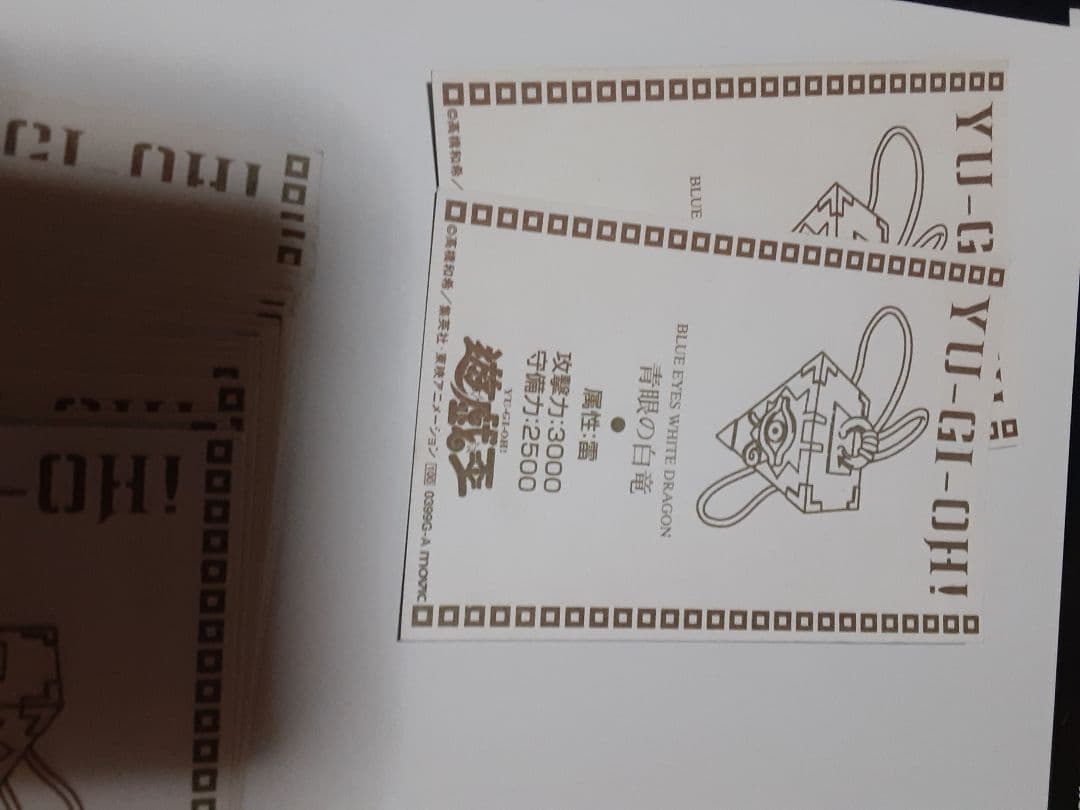 YU-GI-OH!
BLUE EYES WHITE DRAGON
青眼の白竜
●
属性:雷
攻撃力:3000
守備力:2500
YU-GI-OH!
遊戯王
©高橋和希／集英社・東映アニメーション 100 0399G-A movic
YU-G
BLUE
©高橋和希／
-OH!